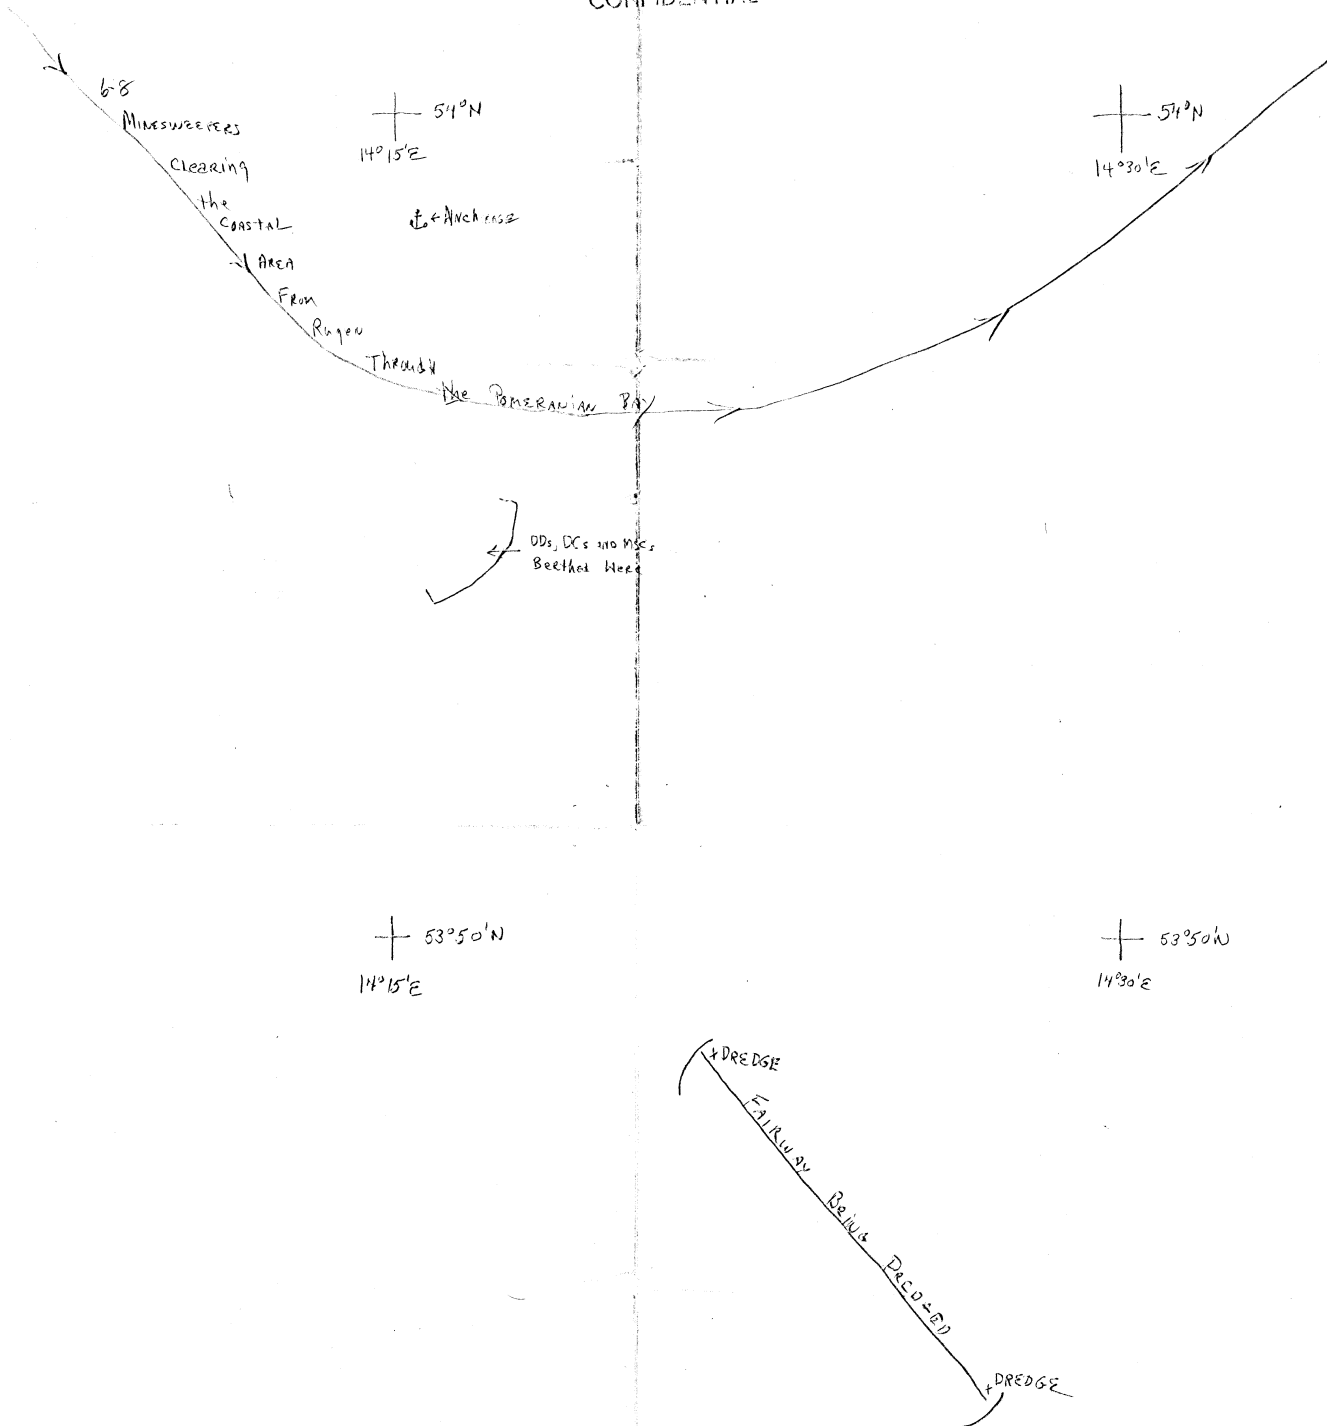 CONFIDENTIAL
6-8
MINESWEEPERS
Clearing
the
COASTAL
AREA
FROM
Rugen
Through
the POMERANIAN BAY
54°N
14°15'E
←Anchorage
54°N
14°30'E
DDs, DCs AND MSCs
Berthed Here
53°50'N
14°15'E
53°50'N
14°30'E
DREDGE
FAIRWAY BEING DREDGED
DREDGE